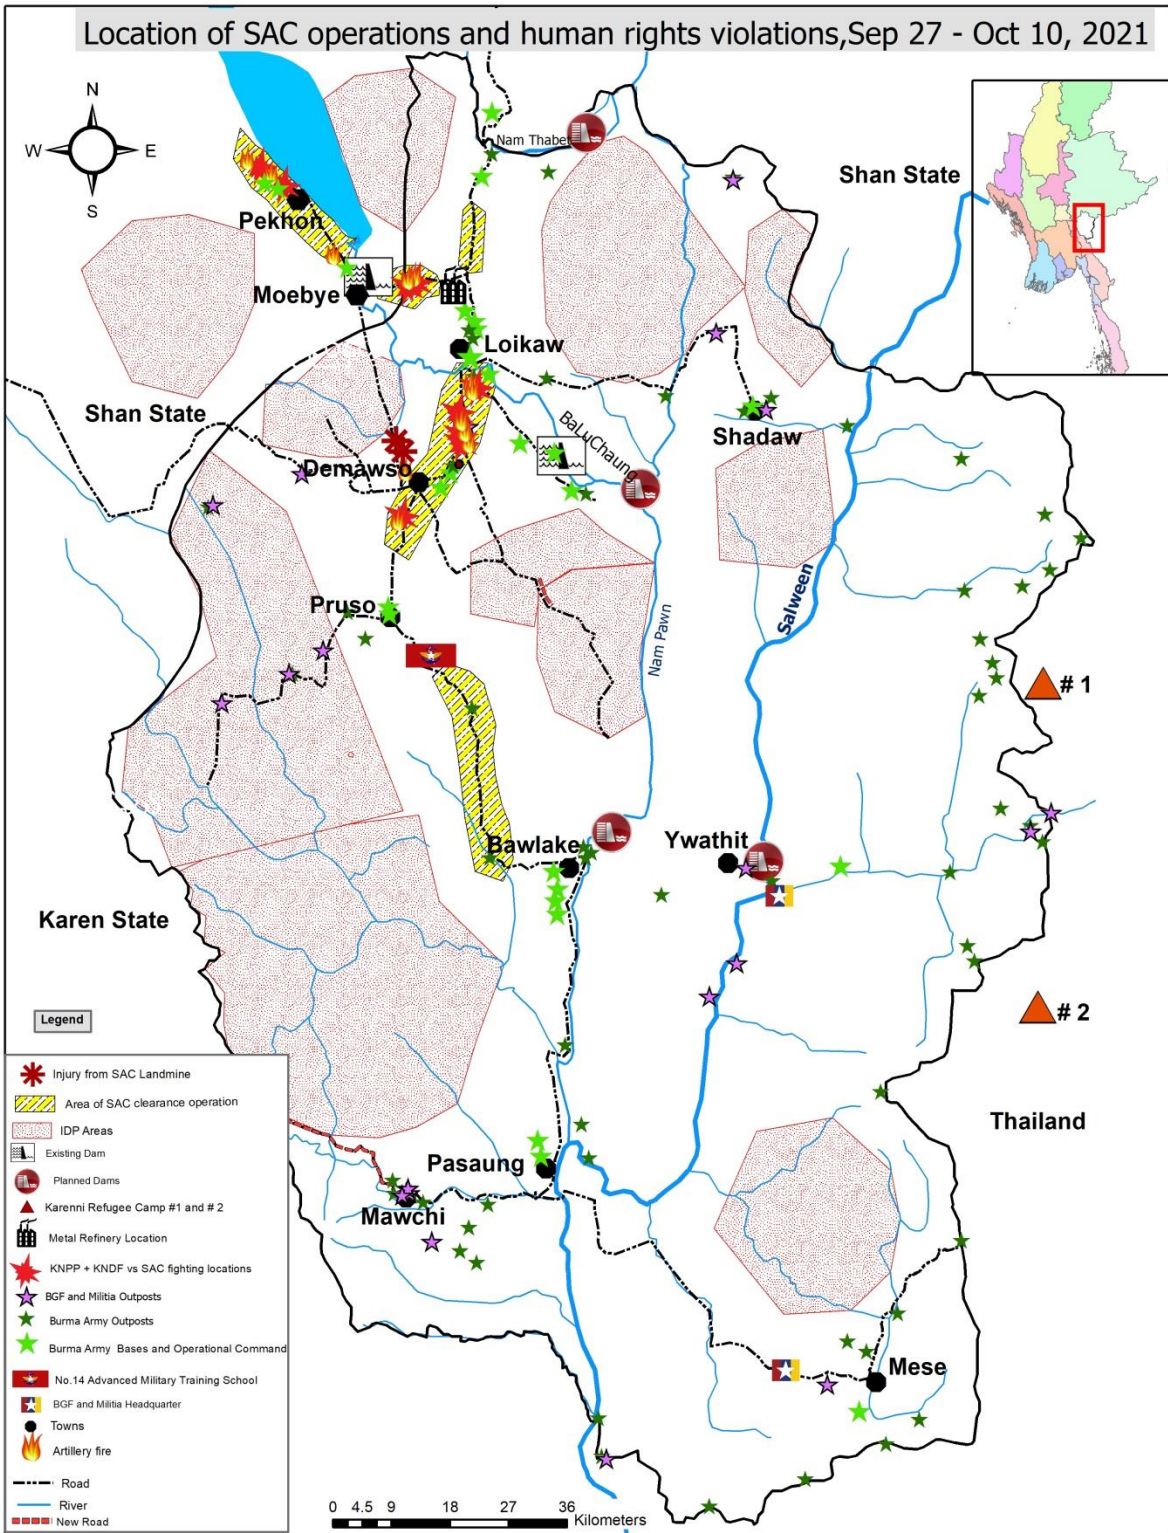 Location of SAC operations and human rights violations,Sep 27 - Oct 10, 2021
N
W
E
S
Nam Thabet
Shan State
Pekhon
Moebye
Loikaw
Shan State
BaLuChaung
Shadaw
Demawso
Salween
Pruso
Nam Pawn
# 1
Bawlake
Ywathit
Karen State
# 2
Thailand
Pasaung
Mawchi
Mese
Legend
Injury from SAC Landmine
Area of SAC clearance operation
IDP Areas
Existing Dam
Planned Dams
Karenni Refugee Camp #1 and # 2
Metal Refinery Location
KNPP + KNDF vs SAC fighting locations
BGF and Militia Outposts
Burma Army Outposts
Burma Army Bases and Operational Command
No.14 Advanced Military Training School
BGF and Militia Headquarter
Towns
Artillery fire
Road
River
New Road
0 4.5 9 18 27 36
Kilometers